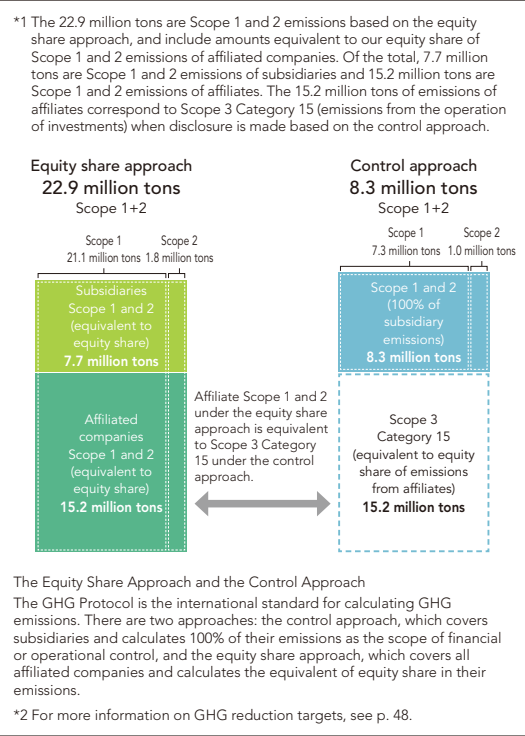 *1 The 22.9 million tons are Scope 1 and 2 emissions based on the equity
share approach, and include amounts equivalent to our equity share of
Scope 1 and 2 emissions of affiliated companies. Of the total, 7.7 million
tons are Scope 1 and 2 emissions of subsidiaries and 15.2 million tons are
Scope 1 and 2 emissions of affiliates. The 15.2 million tons of emissions of
affiliates correspond to Scope 3 Category 15 (emissions from the operation
of investments) when disclosure is made based on the control approach.
Equity share approach
22.9 million tons
Scope 1+2
Scope 1
21.1 million tons
Scope 2
1.8 million tons
Subsidiaries
Scope 1 and 2
(equivalent to
equity share)
7.7 million tons
Affiliated
companies
Scope 1 and 2
(equivalent to
equity share)
15.2 million tons
Affiliate Scope 1 and 2
under the equity share
approach is equivalent
to Scope 3 Category
15 under the control
approach.
Control approach
8.3 million tons
Scope 1+2
Scope 1
7.3 million tons
Scope 2
1.0 million tons
Scope 1 and 2
(100% of
subsidiary
emissions)
8.3 million tons
Scope 3
Category 15
(equivalent to equity
share of emissions
from affiliates)
15.2 million tons
The Equity Share Approach and the Control Approach
The GHG Protocol is the international standard for calculating GHG
emissions. There are two approaches: the control approach, which covers
subsidiaries and calculates 100% of their emissions as the scope of financial
or operational control, and the equity share approach, which covers all
affiliated companies and calculates the equivalent of equity share in their
emissions.
*2 For more information on GHG reduction targets, see p. 48.